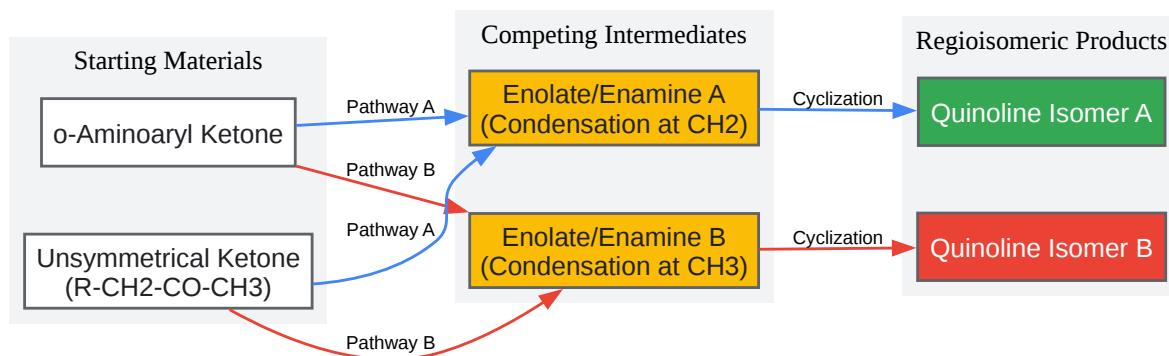 Starting Materials
o-Aminoaryl Ketone
Unsymmetrical Ketone
(R-CH2-CO-CH3)
Pathway A
Pathway B
Pathway A
Pathway B
Competing Intermediates
Enolate/Enamine A
(Condensation at CH2)
Enolate/Enamine B
(Condensation at CH3)
Cyclization
Cyclization
Regioisomeric Products
Quinoline Isomer A
Quinoline Isomer B